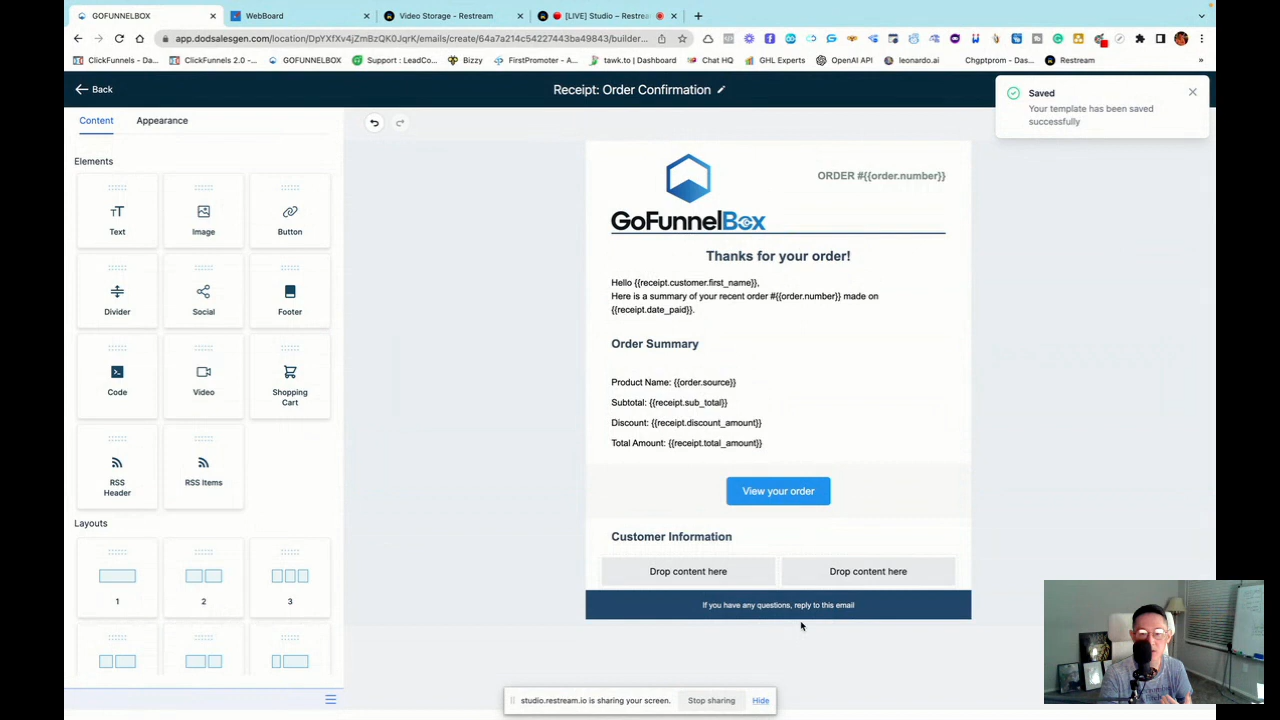 GOFUNNELBOX
WebBoard
Video Storage - Restream
[LIVE] Studio – Restrea
app.dodsalesgen.com/location/DpYXfXv4jZmBzQK0JqrK/emails/create/64a7a214c54227443ba49843/builder...
ClickFunnels - Da...
ClickFunnels 2.0 -...
GOFUNNELBOX
Support : LeadCo...
Bizzy
FirstPromoter - A...
tawk.to | Dashboard
Chat HQ
GHL Experts
OpenAI API
leonardo.ai
Chgptprom - D...
Restream
Back
Receipt: Order Confirmation
Saved
Your template has been saved
successfully
Content
Appearance
Elements
Text
Image
Button
Divider
Social
Footer
Code
Video
Shopping
Cart
RSS
Header
RSS Items
Layouts
1
2
3
ORDER #{{order.number}}
GoFunnelBox
Thanks for your order!
Hello {{receipt.customer.first_name}},
Here is a summary of your recent order #{{order.number}} made on
{{receipt.date_paid}}.
Order Summary
Product Name: {{order.source}}
Subtotal: {{receipt.sub_total}}
Discount: {{receipt.discount_amount}}
Total Amount: {{receipt.total_amount}}
View your order
Customer Information
Drop content here
Drop content here
If you have any questions, reply to this email
studio.restream.io is sharing your screen.
Stop sharing
Hide